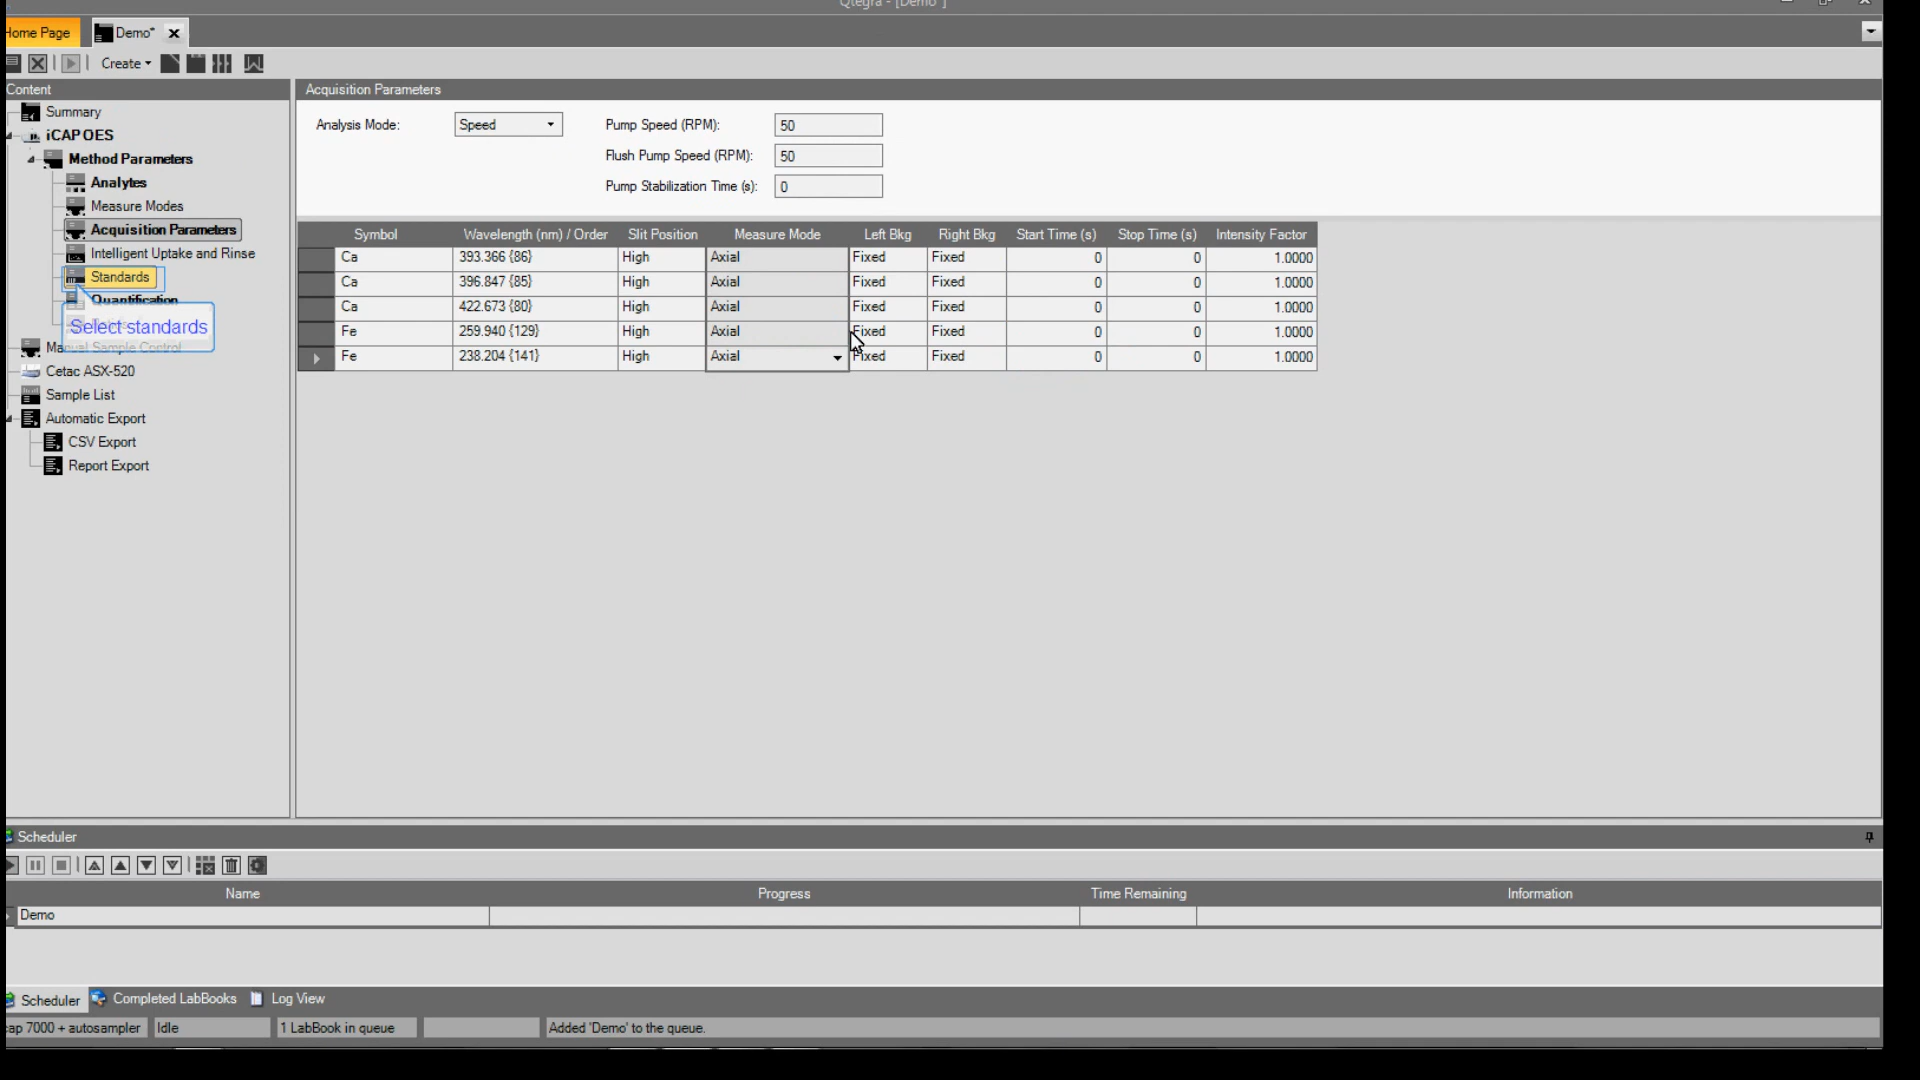 Qtegra - [Demo*]
Home Page
Demo*
Create
Content
Acquisition Parameters
Summary
iCAP OES
Method Parameters
Analytes
Measure Modes
Acquisition Parameters
Intelligent Uptake and Rinse
Standards
Quantification
Select standards
Manual Sample Control
Cetac ASX-520
Sample List
Automatic Export
CSV Export
Report Export
Analysis Mode: Speed Pump Speed (RPM): 50
Flush Pump Speed (RPM): 50
Pump Stabilization Time (s): 0
Symbol Wavelength (nm) / Order Slit Position Measure Mode Left Bkg Right Bkg Start Time (s) Stop Time (s) Intensity Factor
Ca 393.366 {86} High Axial Fixed Fixed 0 0 1.0000
Ca 396.847 {85} High Axial Fixed Fixed 0 0 1.0000
Ca 422.673 {80} High Axial Fixed Fixed 0 0 1.0000
Fe 259.940 {129} High Axial Fixed Fixed 0 0 1.0000
Fe 238.204 {141} High Axial Fixed Fixed 0 0 1.0000
Scheduler
Name Progress Time Remaining Information
Demo
Scheduler Completed LabBooks Log View
cap 7000 + autosampler Idle 1 LabBook in queue Added 'Demo' to the queue.